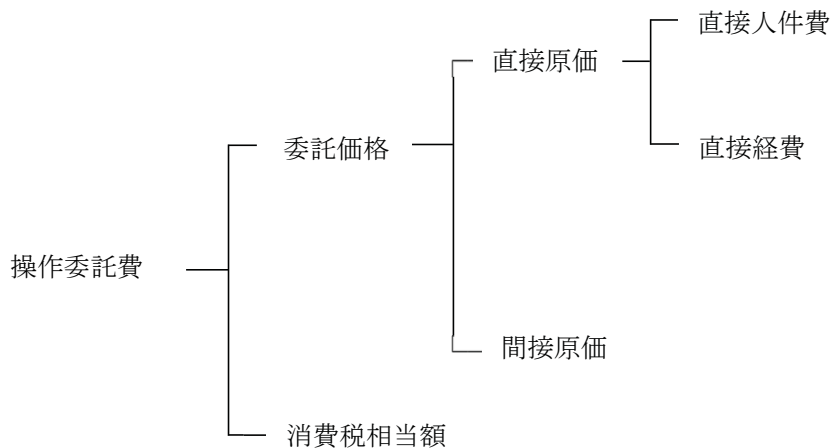 直接人件費
直接原価
委託価格
直接経費
操作委託費
間接原価
消費税相当額